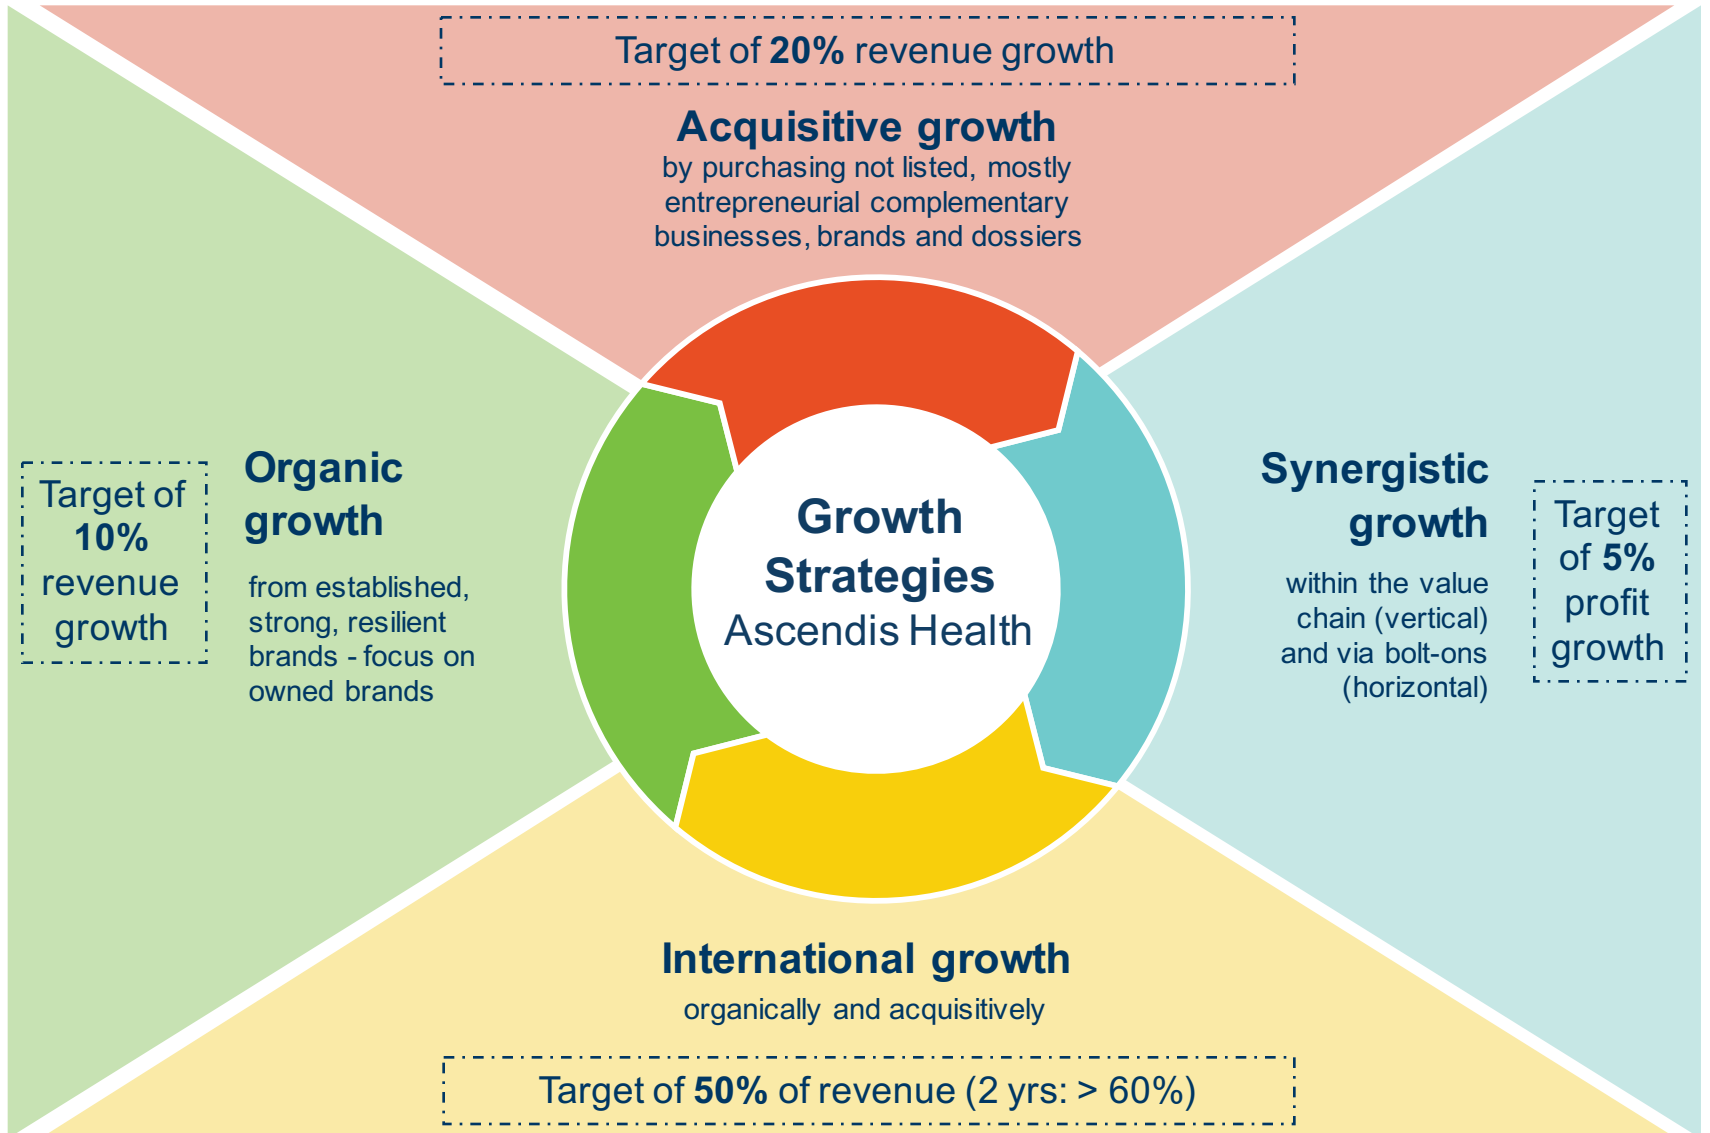 Target of 20% revenue growth
Acquisitive growth
by purchasing not listed, mostly
entrepreneurial complementary
businesses, brands and dossiers
Target of
10%
revenue
growth
Organic
growth
from established,
strong, resilient
brands - focus on
owned brands
Growth
Strategies
Ascendis Health
Synergistic
growth
within the value
chain (vertical)
and via bolt-ons
(horizontal)
Target
of 5%
profit
growth
International growth
organically and acquisitively
Target of 50% of revenue (2 yrs: > 60%)